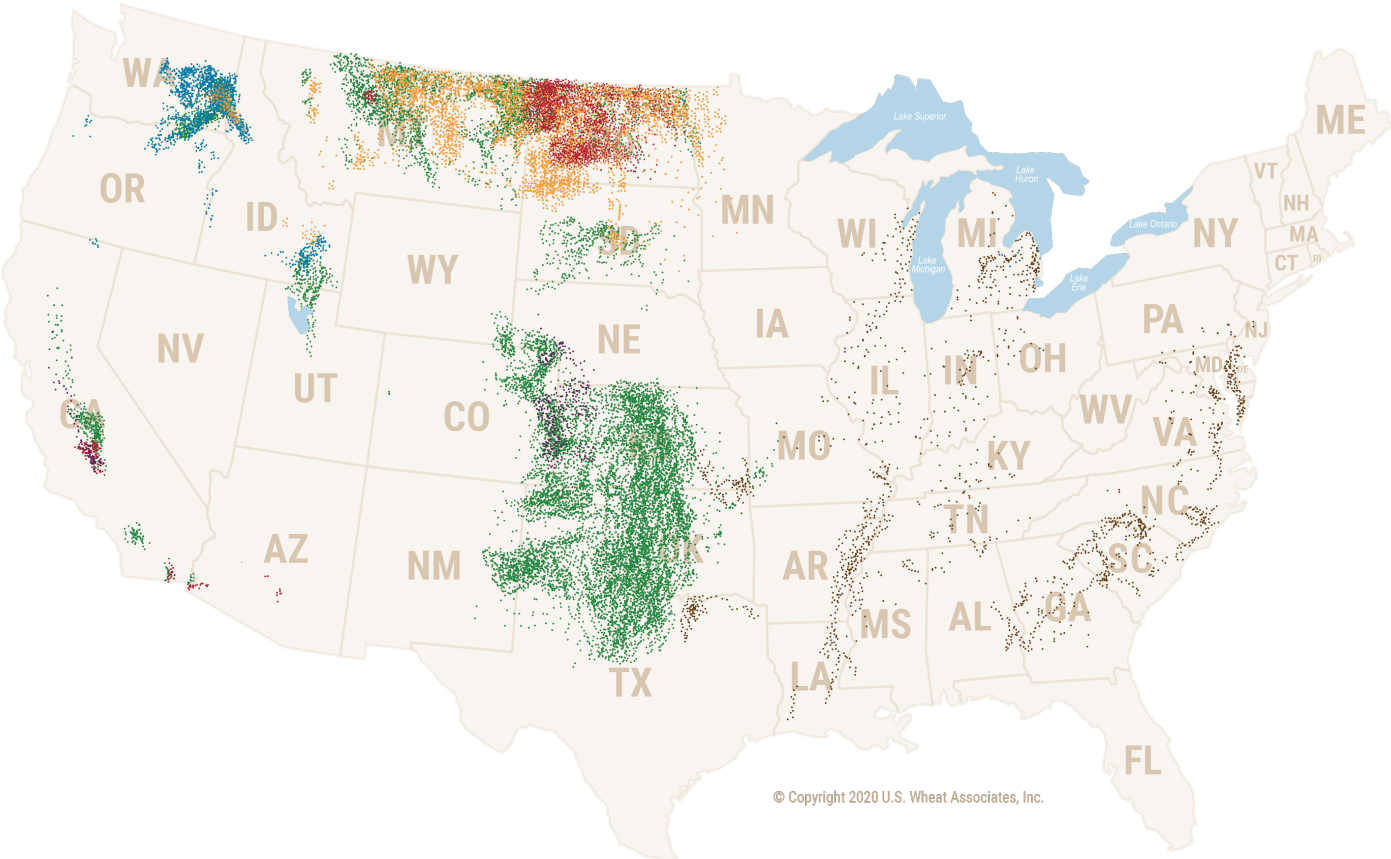 WA
ME
Lake Superior
MT
ND
VT
Lake
Huron
OR
MN
NH
ID
WI
MI
Lake Ontario
NY
MA
SD
CT
RI
WY
Lake
Michigan
Lake
Erie
IA
PA
NE
NJ
NV
OH
MD
DE
IN
UT
IL
CO
WV
CA
VA
KS
MO
KY
NC
TN
AZ
OK
SC
NM
AR
GA
MS
AL
TX
LA
FL
© Copyright 2020 U.S. Wheat Associates, Inc.